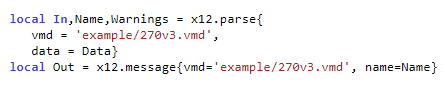 local In,Name,Warnings = x12.parse{
   vmd = 'example/270v3.vmd',
   data = Data}
local Out = x12.message{vmd='example/270v3.vmd', name=Name}